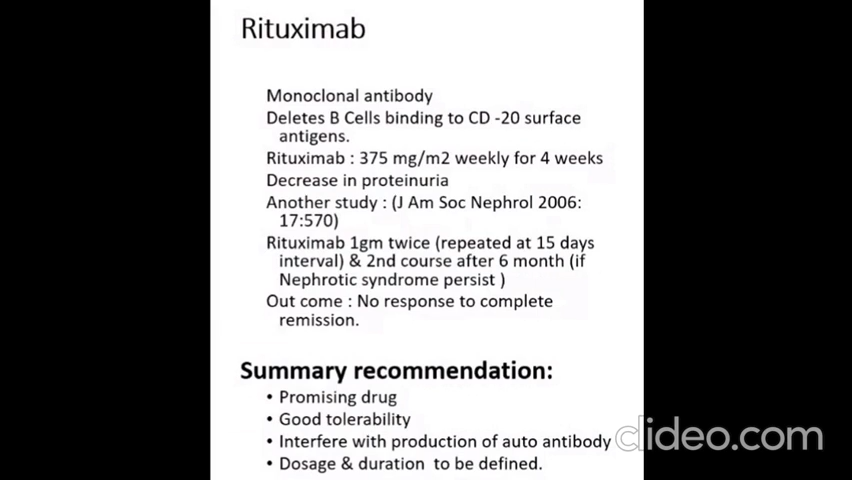 Rituximab
Monoclonal antibody
Deletes B Cells binding to CD -20 surface
antigens.
Rituximab : 375 mg/m2 weekly for 4 weeks
Decrease in proteinuria
Another study : (J Am Soc Nephrol 2006:
17:570)
Rituximab 1gm twice (repeated at 15 days
interval) & 2nd course after 6 month (if
Nephrotic syndrome persist )
Out come : No response to complete
remission.
Summary recommendation:
• Promising drug
• Good tolerability
• Interfere with production of auto antibody
• Dosage & duration  to be defined.
clideo.com